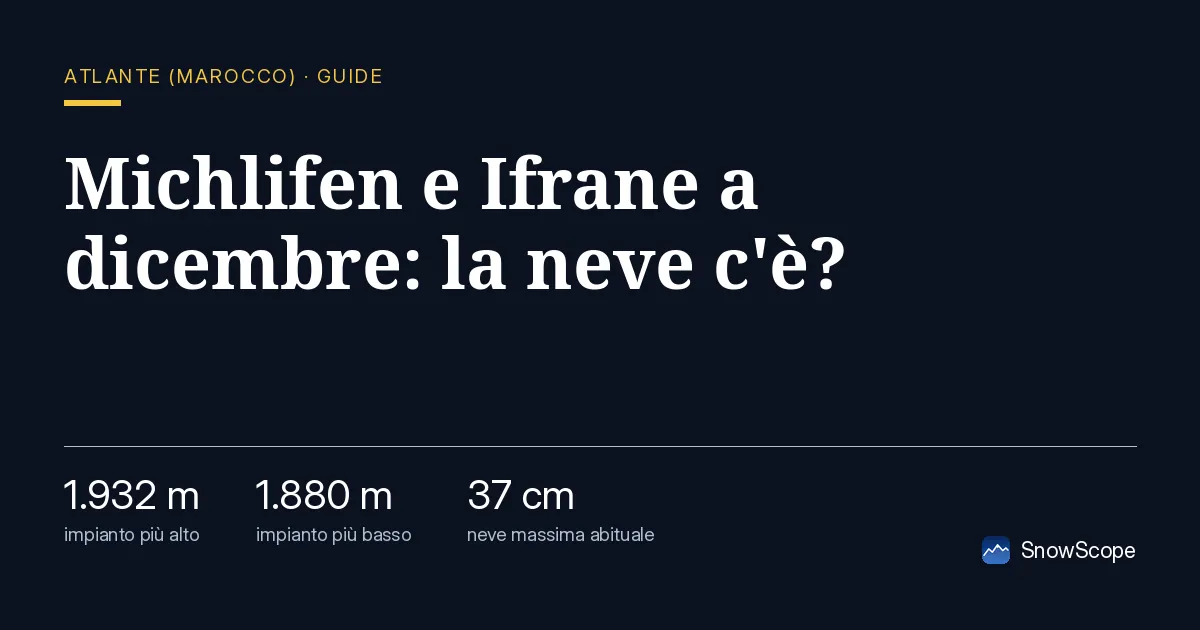 ATLANTE (MAROCCO) · GUIDE
Michlifen e Ifrane a
dicembre: la neve c'è?
1.932 m
impianto più alto
1.880 m
impianto più basso
37 cm
neve massima abituale
SnowScope